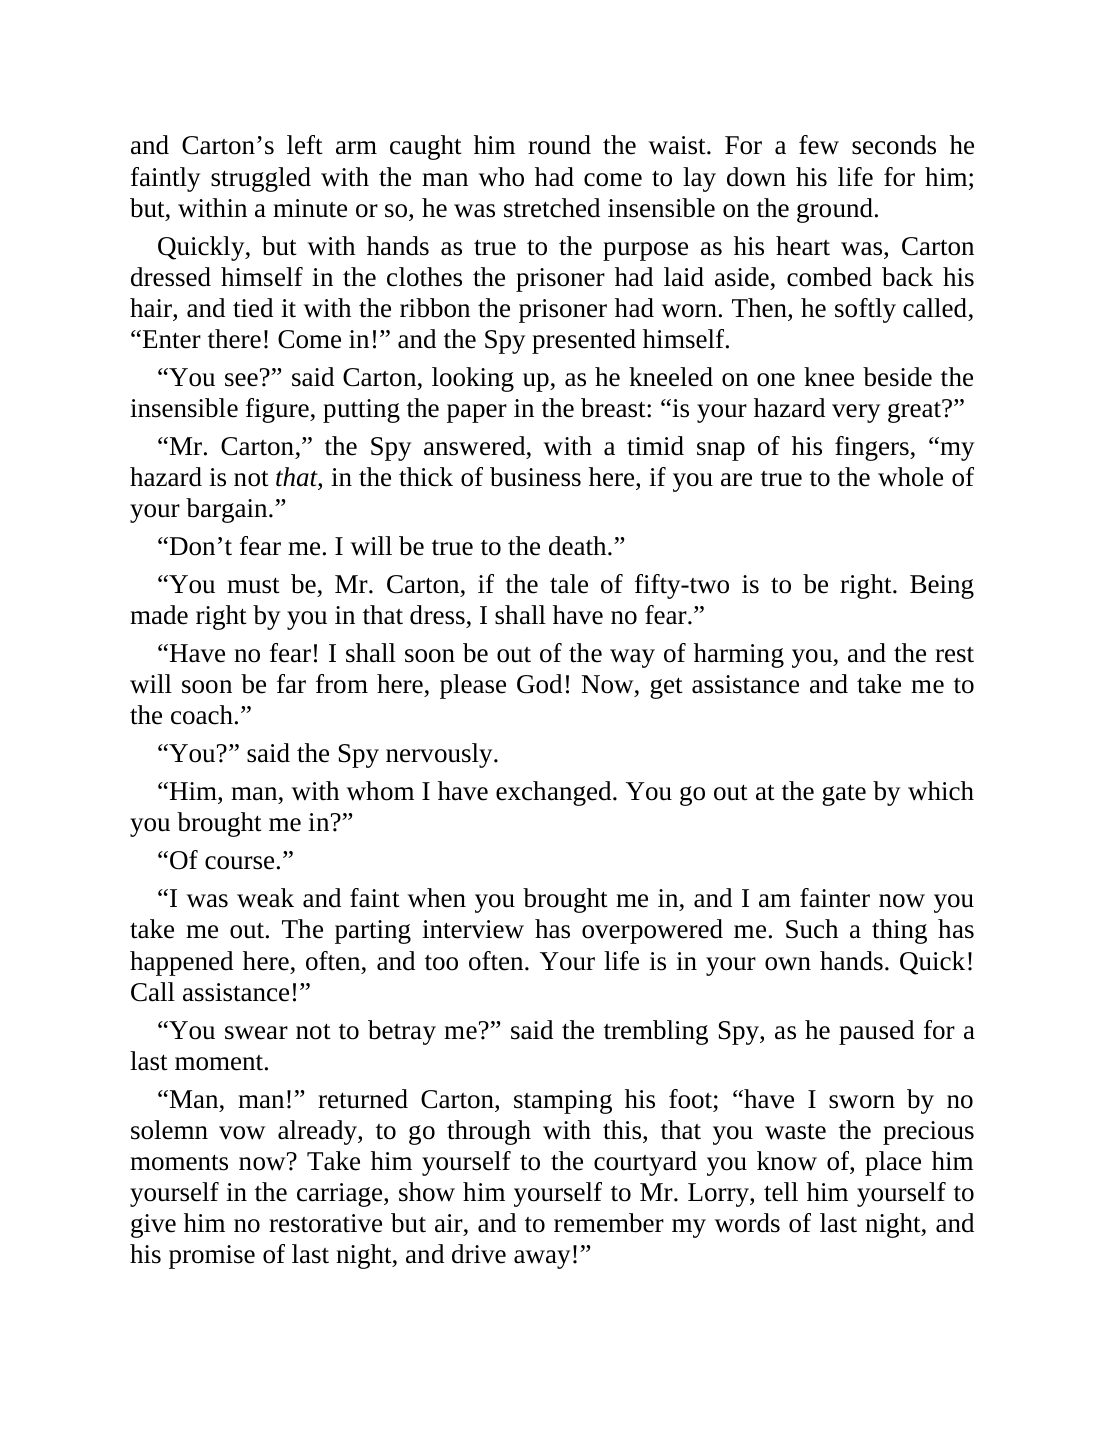 and Carton’s left arm caught him round the waist. For a few seconds he
faintly struggled with the man who had come to lay down his life for him;
but, within a minute or so, he was stretched insensible on the ground.
Quickly, but with hands as true to the purpose as his heart was, Carton
dressed himself in the clothes the prisoner had laid aside, combed back his
hair, and tied it with the ribbon the prisoner had worn. Then, he softly called,
“Enter there! Come in!” and the Spy presented himself.
“You see?” said Carton, looking up, as he kneeled on one knee beside the
insensible figure, putting the paper in the breast: “is your hazard very great?”
“Mr. Carton,” the Spy answered, with a timid snap of his fingers, “my
hazard is not that, in the thick of business here, if you are true to the whole of
your bargain.”
“Don’t fear me. I will be true to the death.”
“You must be, Mr. Carton, if the tale of fifty-two is to be right. Being
made right by you in that dress, I shall have no fear.”
“Have no fear! I shall soon be out of the way of harming you, and the rest
will soon be far from here, please God! Now, get assistance and take me to
the coach.”
“You?” said the Spy nervously.
“Him, man, with whom I have exchanged. You go out at the gate by which
you brought me in?”
“Of course.”
“I was weak and faint when you brought me in, and I am fainter now you
take me out. The parting interview has overpowered me. Such a thing has
happened here, often, and too often. Your life is in your own hands. Quick!
Call assistance!”
“You swear not to betray me?” said the trembling Spy, as he paused for a
last moment.
“Man, man!” returned Carton, stamping his foot; “have I sworn by no
solemn vow already, to go through with this, that you waste the precious
moments now? Take him yourself to the courtyard you know of, place him
yourself in the carriage, show him yourself to Mr. Lorry, tell him yourself to
give him no restorative but air, and to remember my words of last night, and
his promise of last night, and drive away!”